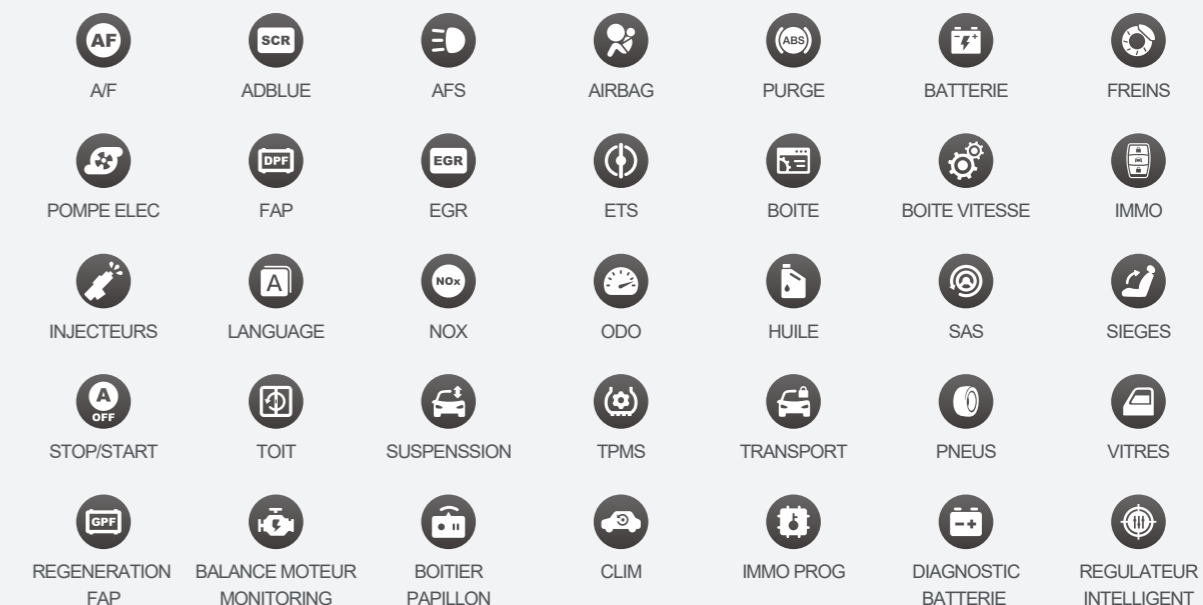 AF SCR ABS
A/F ADBLUE AFS AIRBAG PURGE BATTERIE FREINS
DPF EGR
POMPE ELEC FAP EGR ETS BOITE BOITE VITESSE IMMO
A NOx
INJECTEURS LANGUAGE NOX ODO HUILE SAS SIEGES
A
OFF
STOP/START TOIT SUSPENSSION TPMS TRANSPORT PNEUS VITRES
GPF
REGENERATION BALANCE MOTEUR BOITIER CLIM IMMO PROG DIAGNOSTIC REGULATEUR
FAP MONITORING PAPILLON BATTERIE INTELLIGENT